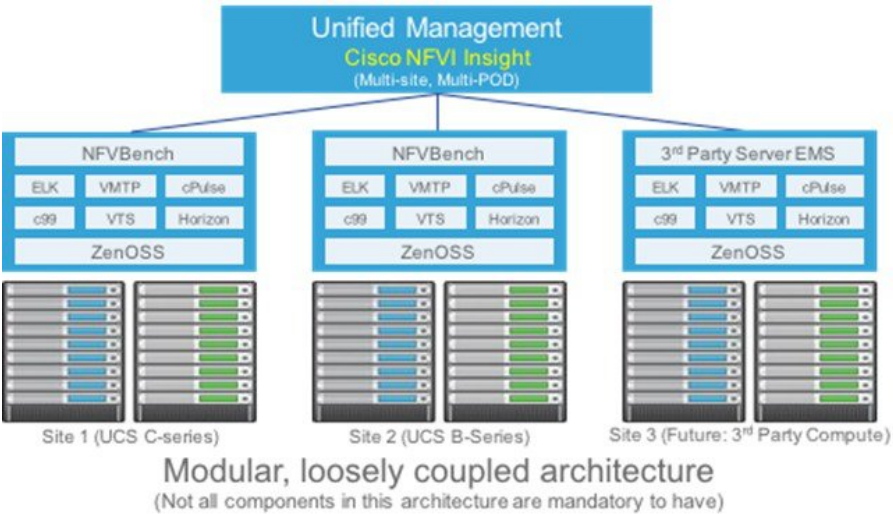 Unified Management
Cisco NFVI Insight
(Multi-site, Multi-POD)
NFVBench
ELK VMTP cPulse
c99 VTS Horizon
ZenOSS
NFVBench
ELK VMTP cPulse
c99 VTS Horizon
ZenOSS
3rd Party Server EMS
ELK VMTP cPulse
c99 VTS Horizon
ZenOSS
Site 1 (UCS C-series)
Site 2 (UCS B-Series)
Site 3 (Future: 3rd Party Compute)
Modular, loosely coupled architecture
(Not all components in this architecture are mandatory to have)